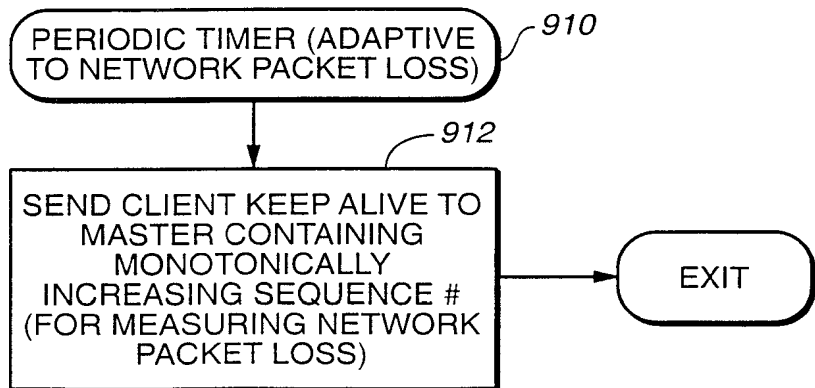 PERIODIC TIMER (ADAPTIVE
TO NETWORK PACKET LOSS)
910
912
SEND CLIENT KEEP ALIVE TO
MASTER CONTAINING
MONOTONICALLY
INCREASING SEQUENCE #
(FOR MEASURING NETWORK
PACKET LOSS)
EXIT